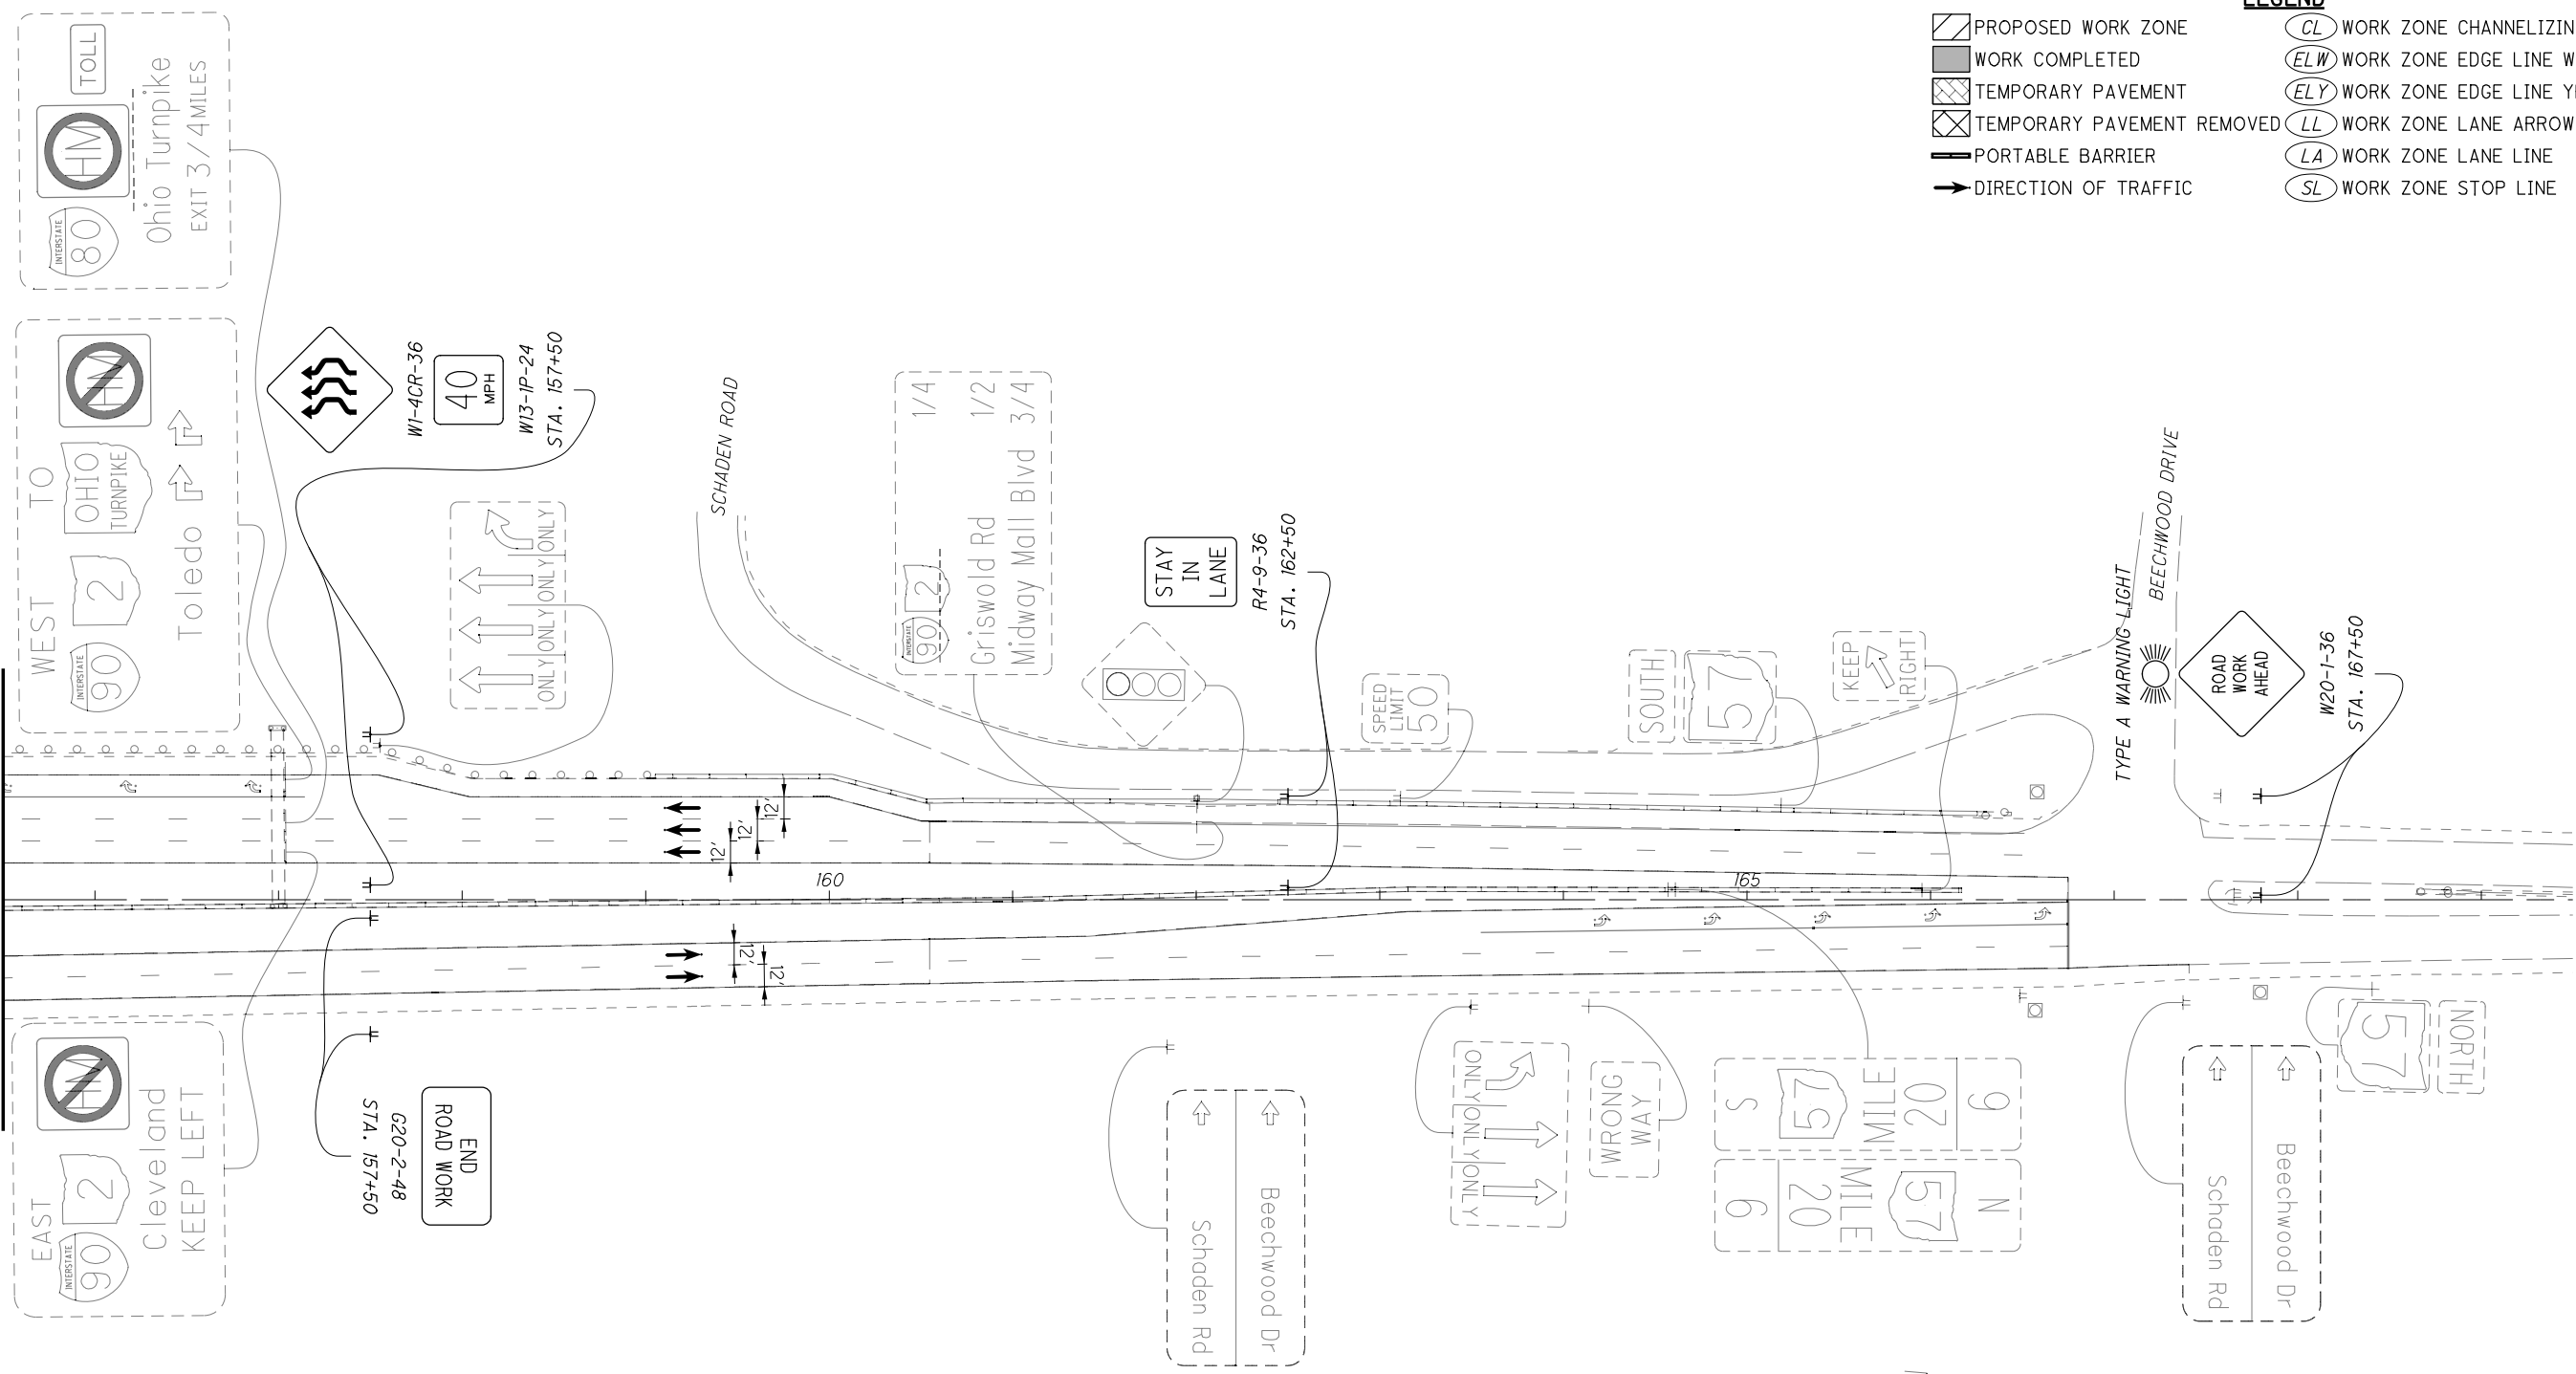 LEGEND
PROPOSED WORK ZONE
WORK COMPLETED
TEMPORARY PAVEMENT
TEMPORARY PAVEMENT REMOVED
PORTABLE BARRIER
DIRECTION OF TRAFFIC
CL WORK ZONE CHANNELIZIN
ELW WORK ZONE EDGE LINE W
ELY WORK ZONE EDGE LINE Y
LL WORK ZONE LANE ARROW
LA WORK ZONE LANE LINE
SL WORK ZONE STOP LINE
INTERSTATE
80
HM
TOLL
Ohio Turnpike
EXIT 3/4 MILES
WEST
TO
INTERSTATE
90
2
OHIO
TURNPIKE
HM
Toledo
W1-4CR-36
40
MPH
W13-1P-24
STA. 157+50
ONLY ONLY ONLY ONLY
SCHADEN ROAD
INTERSTATE
90
2
1/4
Griswold Rd 1/2
Midway Mall Blvd 3/4
STAY
IN
LANE
R4-9-36
STA. 162+50
SPEED
LIMIT
50
SOUTH
57
KEEP
RIGHT
TYPE A WARNING LIGHT
BEECHWOOD DRIVE
ROAD
WORK
AHEAD
W20-1-36
STA. 167+50
12'
12'
12'
160
165
12'
12'
EAST
INTERSTATE
90
2
HM
Cleveland
KEEP LEFT
END
ROAD WORK
G20-2-48
STA. 157+50
Beechwood Dr
Schaden Rd
ONLY ONLY ONLY
WRONG
WAY
S
57
MILE
20
6
N
57
MILE
20
6
Beechwood Dr
Schaden Rd
NORTH
57